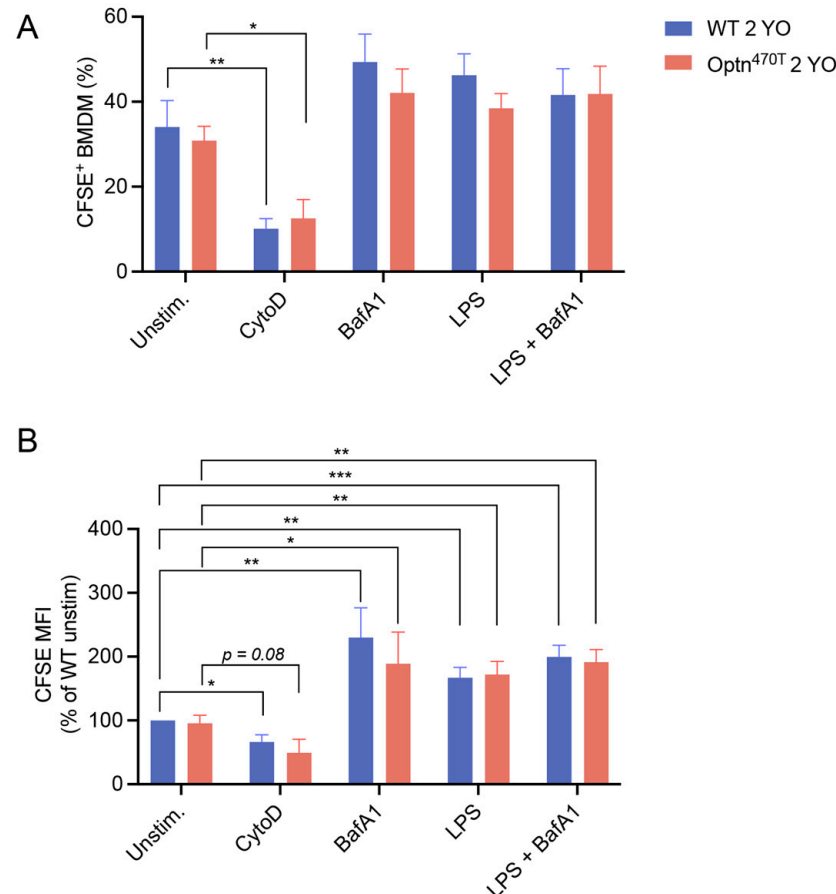 A
CFSE⁺ BMDM (%)
60
40
20
0
*
**
WT 2 YO
Optn⁴⁷⁰ᵀ 2 YO
Unstim.
CytoD
BafA1
LPS
LPS + BafA1
B
CFSE MFI
(% of WT unstim)
400
300
200
100
0
**
***
**
**
*
**
p = 0.08
*
Unstim.
CytoD
BafA1
LPS
LPS + BafA1